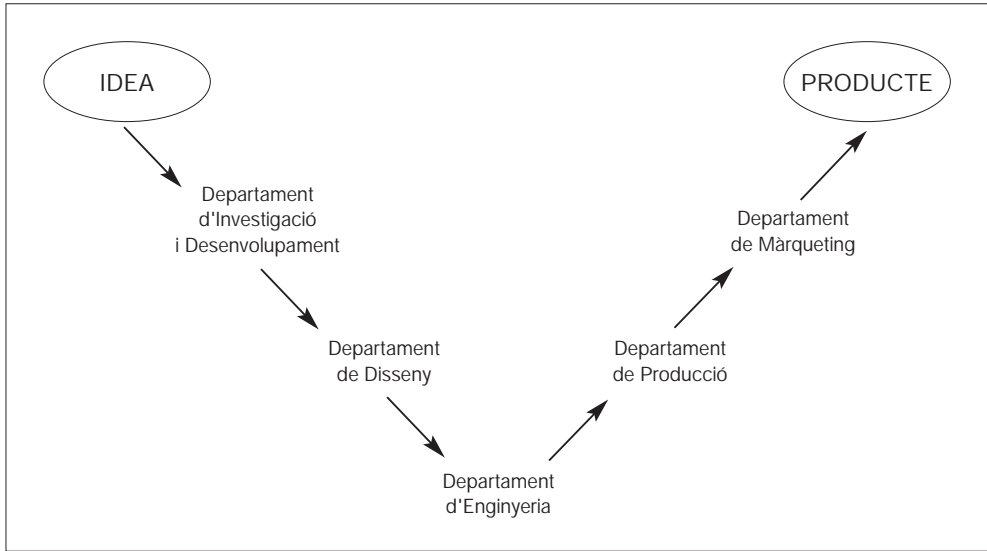 IDEA
PRODUCTE
Departament
d'Investigació
i Desenvolupament
Departament
de Màrqueting
Departament
de Disseny
Departament
de Producció
Departament
d'Enginyeria